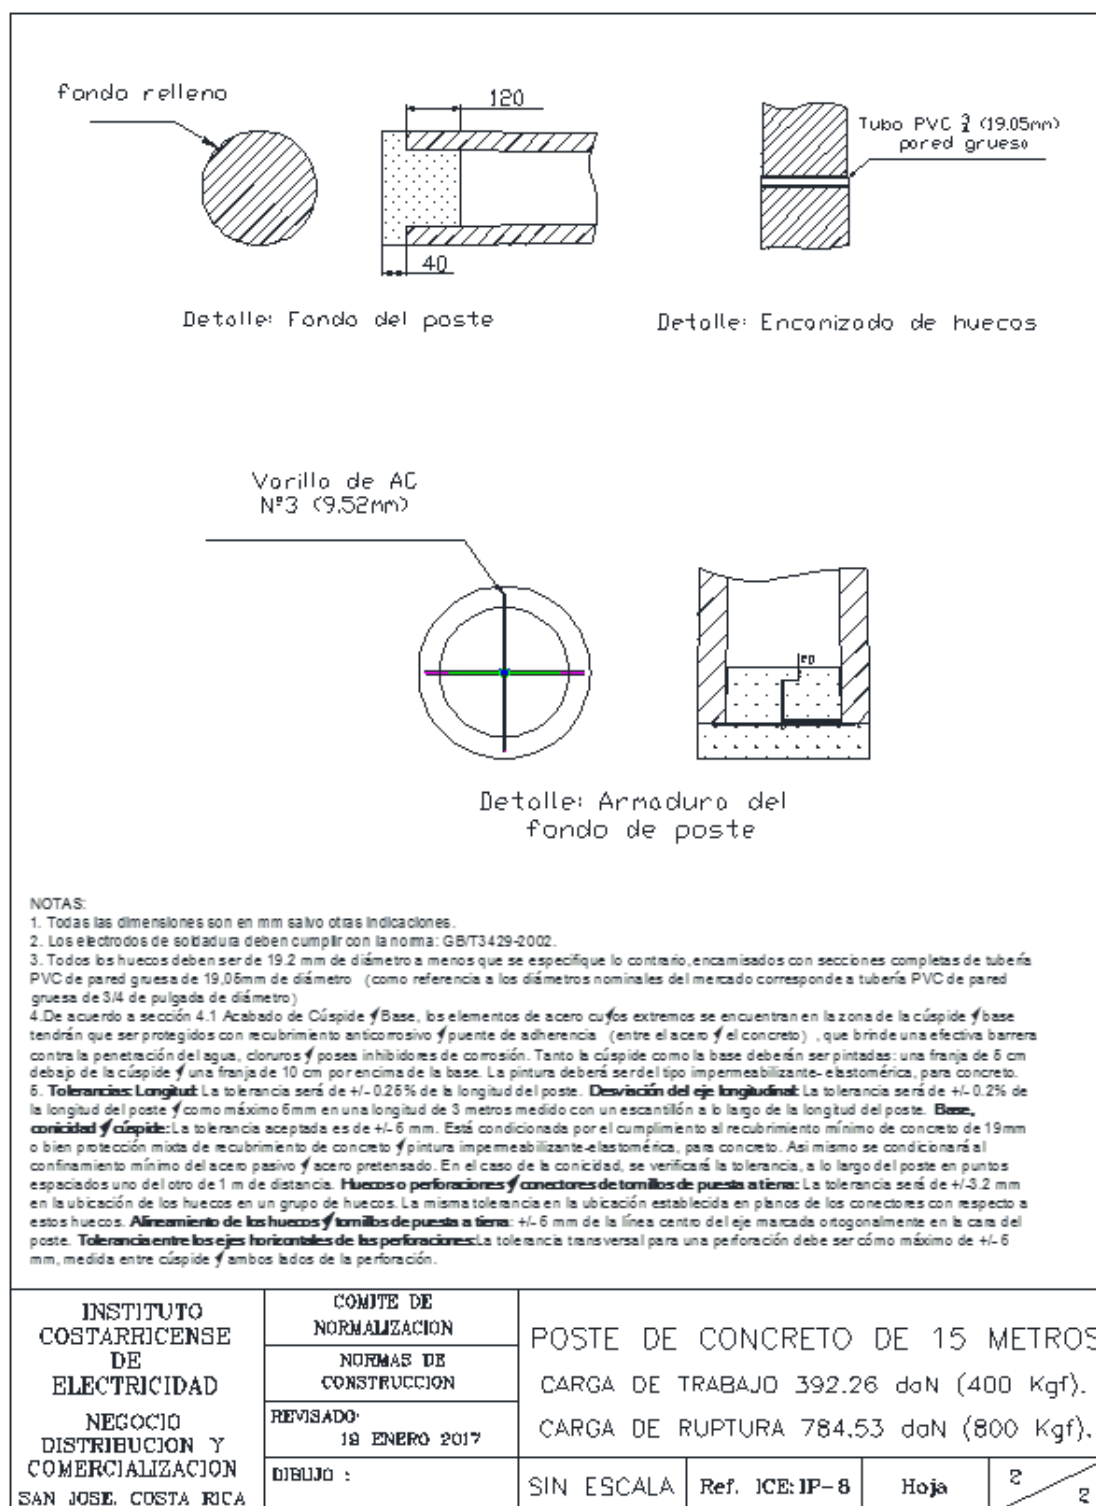 fondo relleno
120
Tubo PVC 3/4 (19.05mm)
pared grueso
40
Detalle: Fondo del poste
Detalle: Encamizado de huecos
Varilla de AC
Nº3 (9.52mm)
Detalle: Armadura del
fondo de poste
NOTAS:
1. Todas las dimensiones son en mm salvo otras indicaciones.
2. Los electrodos de soldadura deben cumplir con la norma: GB/T3429-2002.
3. Todos los huecos deben ser de 19.2 mm de diámetro a menos que se especifique lo contrario, encamisados con secciones completas de tubería
PVC de pared gruesa de 19,05mm de diámetro (como referencia a los diámetros nominales del mercado corresponde a tubería PVC de pared
gruesa de 3/4 de pulgada de diámetro)
4.De acuerdo a sección 4.1 Acabado de Cúspide y Base, los elementos de acero cuyos extremos se encuentran en la zona de la cúspide y base
tendrán que ser protegidos con recubrimiento anticorrosivo y puente de adherencia (entre el acero y el concreto) , que brinde una efectiva barrera
contra la penetración del agua, cloruros y posea inhibidores de corrosión. Tanto la cúspide como la base deberán ser pintadas: una franja de 5 cm
debajo de la cúspide y una franja de 10 cm por encima de la base. La pintura deberá ser del tipo impermeabilizante- elastomérica, para concreto.
5. Tolerancias: Longitud: La tolerancia será de +/- 0.25% de la longitud del poste. Desviación del eje longitudinal: La tolerancia será de +/- 0.2% de
la longitud del poste y como máximo 6mm en una longitud de 3 metros medido con un escantillón a lo largo de la longitud del poste. Base,
conicidad y cúspide: La tolerancia aceptada es de +/- 6 mm. Está condicionada por el cumplimiento al recubrimiento mínimo de concreto de 19mm
o bien protección mixta de recubrimiento de concreto y pintura impermeabilizante-elastomérica, para concreto. Asi mismo se condicionará al
confinamiento mínimo del acero pasivo y acero pretensado. En el caso de la conicidad, se verificará la tolerancia, a lo largo del poste en puntos
espaciados uno del otro de 1 m de distancia. Huecos o perforaciones y conectores de tornillos de puesta a tierra: La tolerancia será de +/-3.2 mm
en la ubicación de los huecos en un grupo de huecos. La misma tolerancia en la ubicación establecida en planos de los conectores con respecto a
estos huecos. Alineamiento de los huecos y tornillos de puesta a tierra: +/- 6 mm de la línea centro del eje marcada ortogonalmente en la cara del
poste. Tolerancia entre los ejes horizontales de las perforaciones: La tolerancia transversal para una perforación debe ser cómo máximo de +/- 6
mm, medida entre cúspide y ambos lados de la perforación.
INSTITUTO
COSTARRICENSE
DE
ELECTRICIDAD
NEGOCIO
DISTRIBUCION Y
COMERCIALIZACION
SAN JOSE, COSTA RICA
COMITE DE
NORMALIZACION
NORMAS DE
CONSTRUCCION
REVISADO:
19 ENERO 2017
DIBUJO :
POSTE DE CONCRETO DE 15 METROS
CARGA DE TRABAJO 392.26 daN (400 Kgf).
CARGA DE RUPTURA 784.53 daN (800 Kgf).
SIN ESCALA
Ref. ICE:IP-8
Hoja
2/2